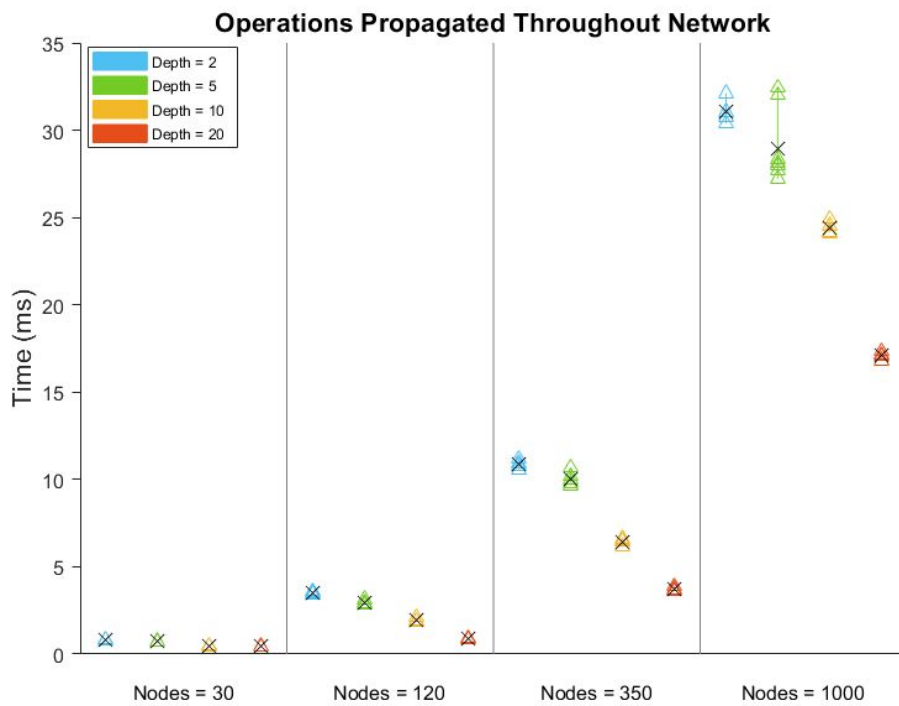 Operations Propagated Throughout Network
35
30
25
20
15
10
5
0
Time (ms)
Depth = 2
Depth = 5
Depth = 10
Depth = 20
Nodes = 30
Nodes = 120
Nodes = 350
Nodes = 1000